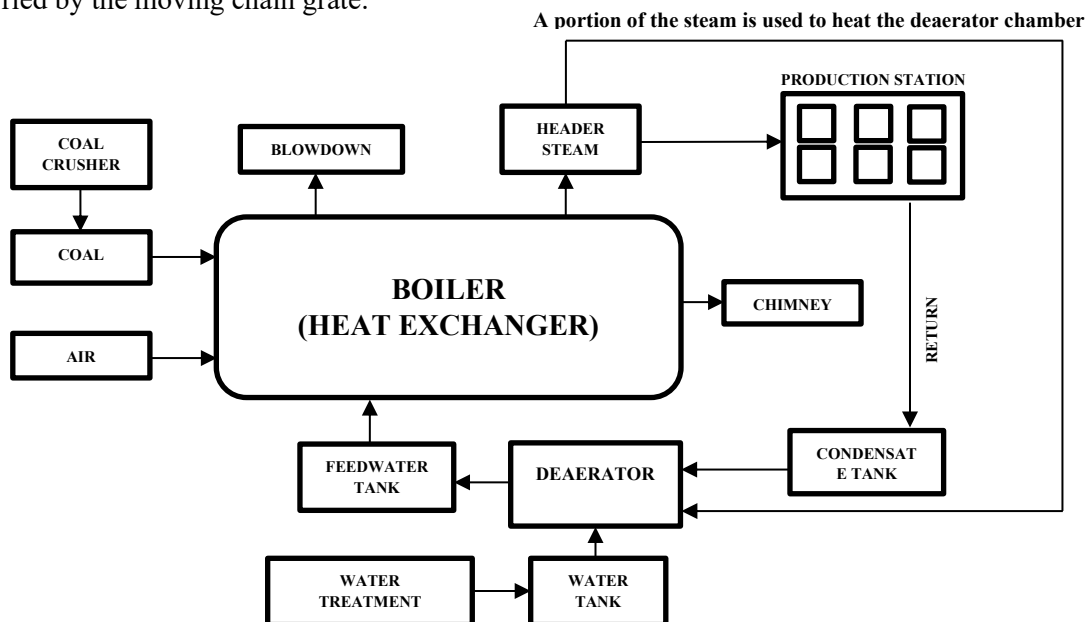 ried by the moving chain grate.
A portion of the steam is used to heat the deaerator chamber
PRODUCTION STATION
HEADER
STEAM
COAL
CRUSHER
BLOWDOWN
COAL
BOILER
(HEAT EXCHANGER)
CHIMNEY
AIR
RETURN
FEEDWATER
TANK
DEAERATOR
CONDENSAT
E TANK
WATER
TREATMENT
WATER
TANK